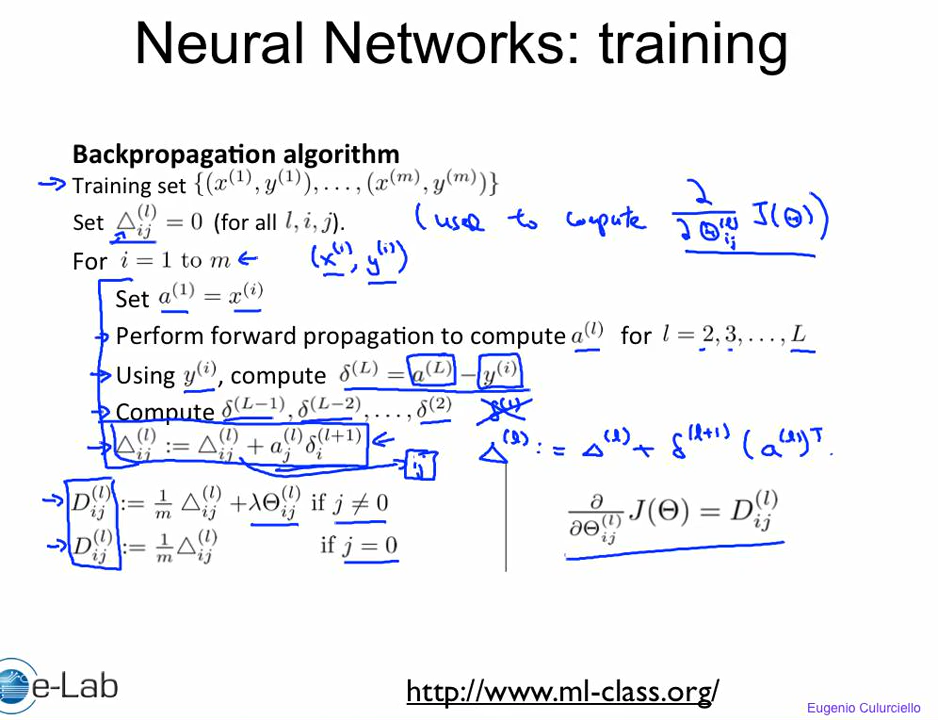 Neural Networks: training
Backpropagation algorithm
→ Training set {(x^(1), y^(1)), . . . , (x^(m), y^(m))}
Set △_ij^(l) = 0 (for all l, i, j). (used to compute ∂/∂Θ_ij^(l) J(Θ))
For i = 1 to m ← (x^(i), y^(i))
Set a^(1) = x^(i)
→ Perform forward propagation to compute a^(l) for l = 2, 3, . . . , L
→ Using y^(i), compute δ^(L) = a^(L) − y^(i)
→ Compute δ^(L−1), δ^(L−2), . . . , δ^(2) δ^(1)
→ △_ij^(l) := △_ij^(l) + a_j^(l) δ_i^(l+1) ← Δ^(l) := Δ^(l) + δ^(l+1) (a^(l))^T.
ij
→ D_ij^(l) := 1/m △_ij^(l) + λΘ_ij^(l) if j ≠ 0
∂/∂Θ_ij^(l) J(Θ) = D_ij^(l)
→ D_ij^(l) := 1/m △_ij^(l) if j = 0
e-Lab
http://www.ml-class.org/
Eugenio Culurciello